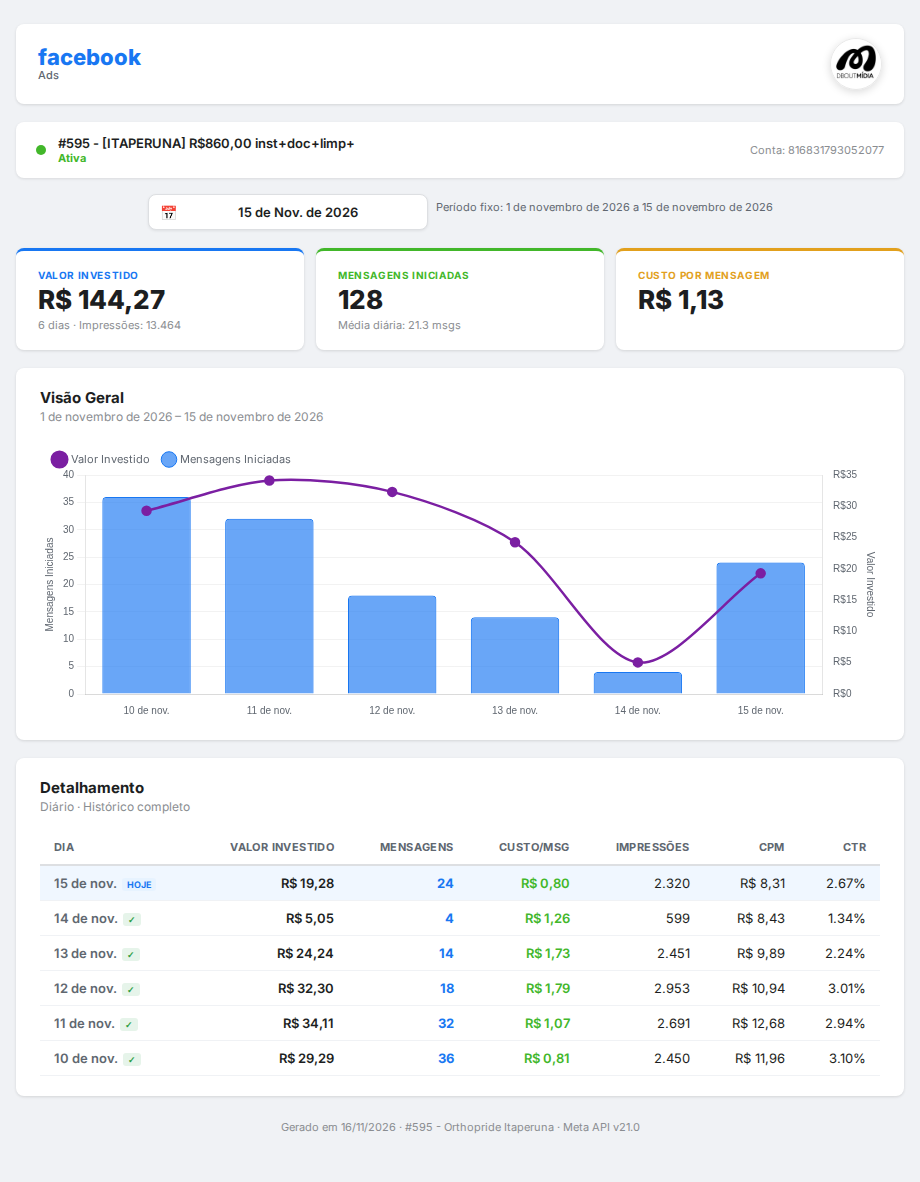 facebook
Ads
DBOUTMÍDIA
#595 - [ITAPERUNA] R$860,00 inst+doc+limp+
Ativa
Conta: 816831793052077
15 de Nov. de 2026
Período fixo: 1 de novembro de 2026 a 15 de novembro de 2026
VALOR INVESTIDO
R$ 144,27
6 dias · Impressões: 13.464
MENSAGENS INICIADAS
128
Média diária: 21.3 msgs
CUSTO POR MENSAGEM
R$ 1,13
Visão Geral
1 de novembro de 2026 – 15 de novembro de 2026
Valor Investido Mensagens Iniciadas
Mensagens Iniciadas
40
35
30
25
20
15
10
5
0
R$35
R$30
R$25
R$20
R$15
R$10
R$5
R$0
Valor Investido
10 de nov. 11 de nov. 12 de nov. 13 de nov. 14 de nov. 15 de nov.
Detalhamento
Diário · Histórico completo
DIA VALOR INVESTIDO MENSAGENS CUSTO/MSG IMPRESSÕES CPM CTR
15 de nov. HOJE R$ 19,28 24 R$ 0,80 2.320 R$ 8,31 2.67%
14 de nov. ✓ R$ 5,05 4 R$ 1,26 599 R$ 8,43 1.34%
13 de nov. ✓ R$ 24,24 14 R$ 1,73 2.451 R$ 9,89 2.24%
12 de nov. ✓ R$ 32,30 18 R$ 1,79 2.953 R$ 10,94 3.01%
11 de nov. ✓ R$ 34,11 32 R$ 1,07 2.691 R$ 12,68 2.94%
10 de nov. ✓ R$ 29,29 36 R$ 0,81 2.450 R$ 11,96 3.10%
Gerado em 16/11/2026 · #595 - Orthopride Itaperuna · Meta API v21.0